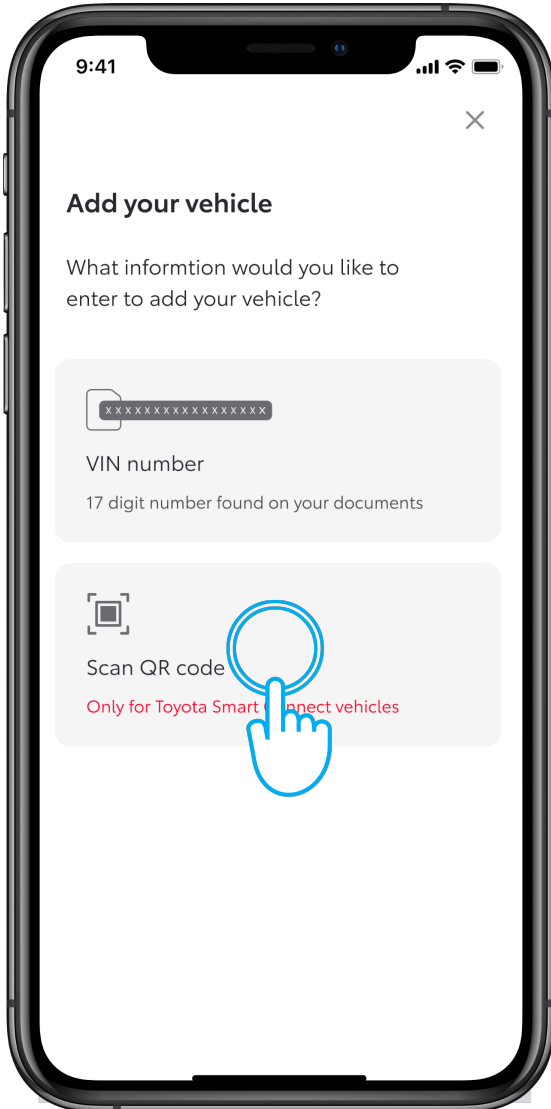 9:41
Add your vehicle
What informtion would you like to
enter to add your vehicle?
x x x x x x x x x x x x x x x x x
VIN number
17 digit number found on your documents
Scan QR code
Only for Toyota Smart Connect vehicles